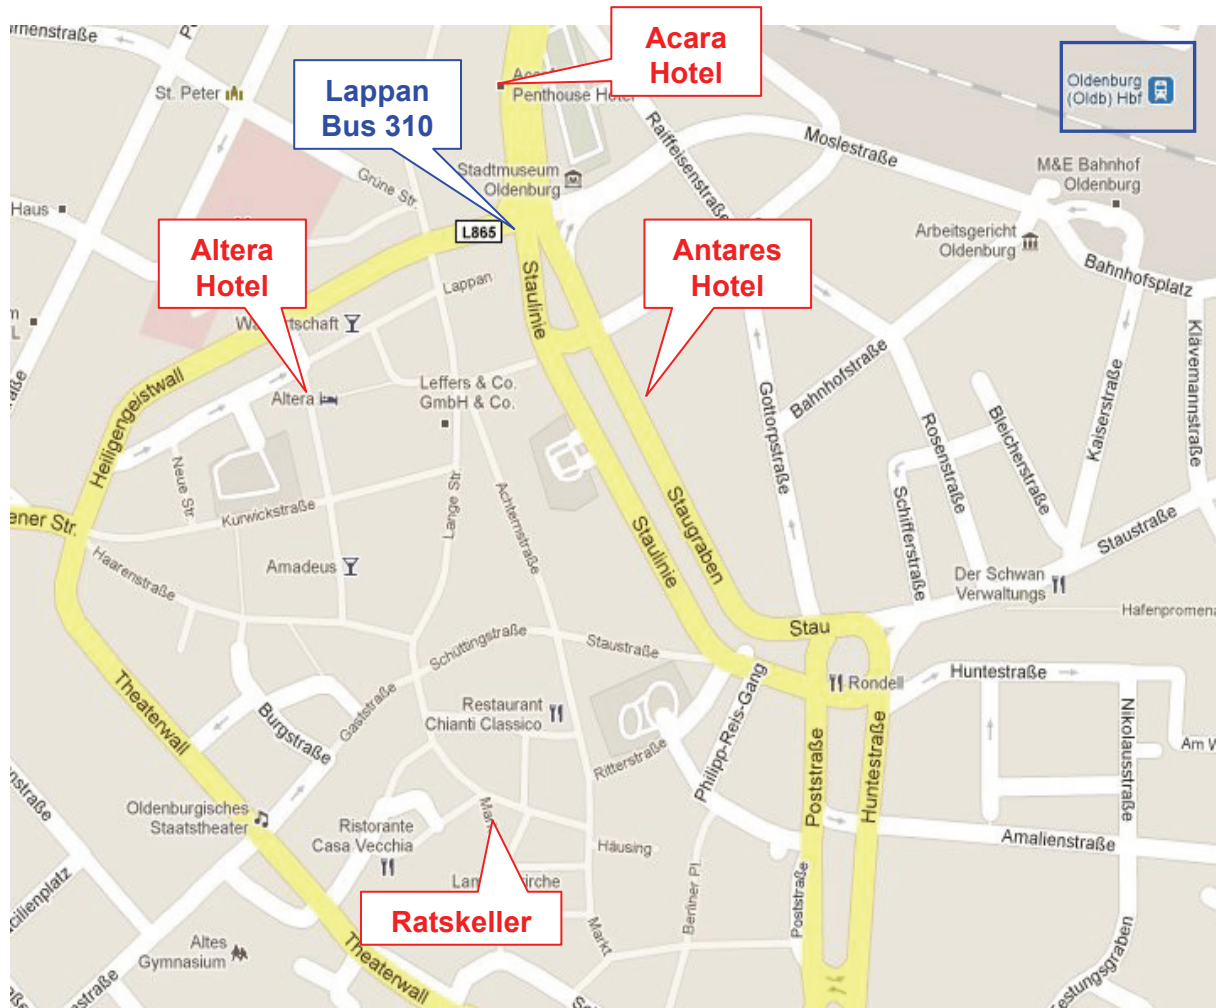 Acara
Hotel
Lappan
Bus 310
Oldenburg
(Oldb) Hbf
St. Peter
Penthouse Hotel
Raiffeisenstraße
Moslestraße
M&E Bahnhof
Oldenburg
Stadtmuseum
Oldenburg
Grüne Str.
Haus
L865
Altera
Hotel
Antares
Hotel
Arbeitsgericht
Oldenburg
Bahnhofsplatz
Lappan
Staulinie
Klävemannstraße
Heiligengeistwall
Altera
Leffers & Co.
GmbH & Co.
Bahnhofstraße
Gottorpstraße
Rosenstraße
Bleicherstraße
Kaiserstraße
Neue Str.
Kurwickstraße
Lange Str.
Achternstraße
Staugraben
Staulinie
Schifferstraße
Staustraße
ener Str.
Haarenstraße
Amadeus
Der Schwan
Verwaltungs
Hafenpromena
Stau
Schüttingstraße
Staustraße
Rondell
Huntestraße
Theaterwall
Burgstraße
Gaststraße
Restaurant
Chianti Classico
Ritterstraße
Philipp-Reis-Gang
Poststraße
Huntestraße
Nikolausstraße
Am W
Oldenburgisches
Staatstheater
Ristorante
Casa Vecchia
Häusing
Amalienstraße
Ratskeller
Markt
Berliner Pl.
Poststraße
Altes
Gymnasium
Theaterwall